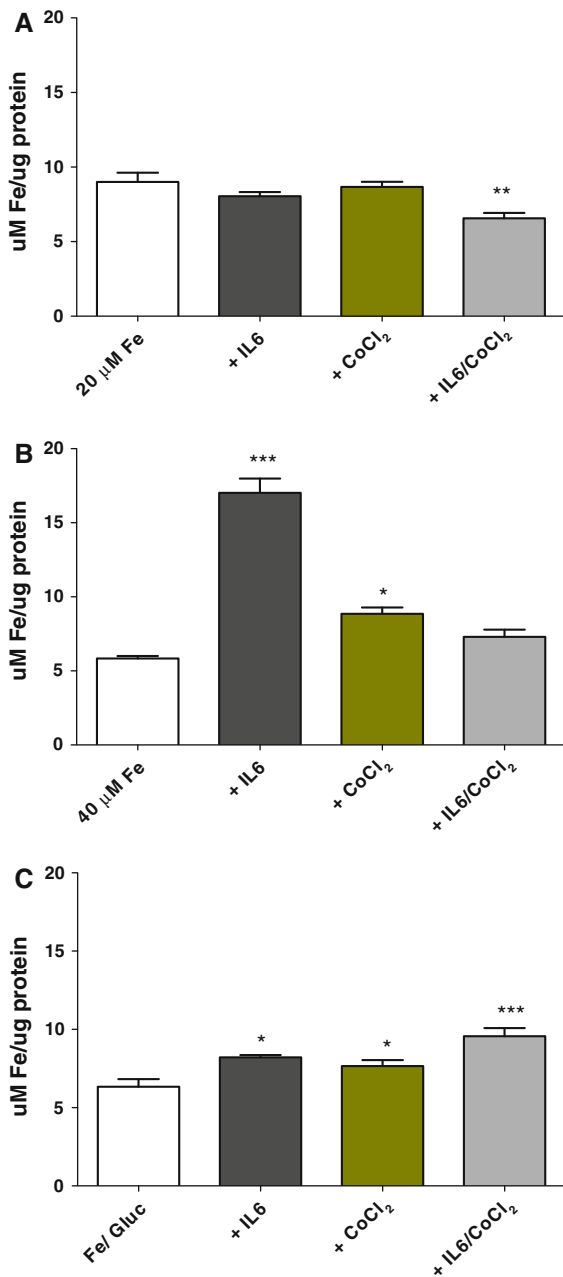 A
uM Fe/ug protein
20
15
10
5
0
**
20 μM Fe
+ IL6
+ CoCl₂
+ IL6/CoCl₂
B
uM Fe/ug protein
20
15
10
5
0
***
*
40 μM Fe
+ IL6
+ CoCl₂
+ IL6/CoCl₂
C
uM Fe/ug protein
20
15
10
5
0
*
*
***
Fe/ Gluc
+ IL6
+ CoCl₂
+ IL6/CoCl₂